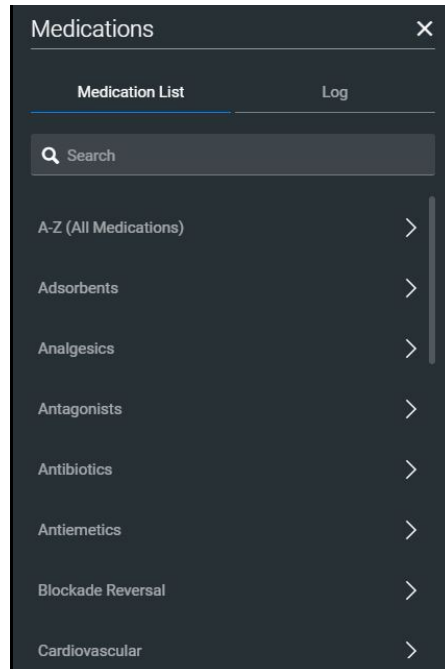 Medications
Medication List Log
Search
A-Z (All Medications)
Adsorbents
Analgesics
Antagonists
Antibiotics
Antiemetics
Blockade Reversal
Cardiovascular